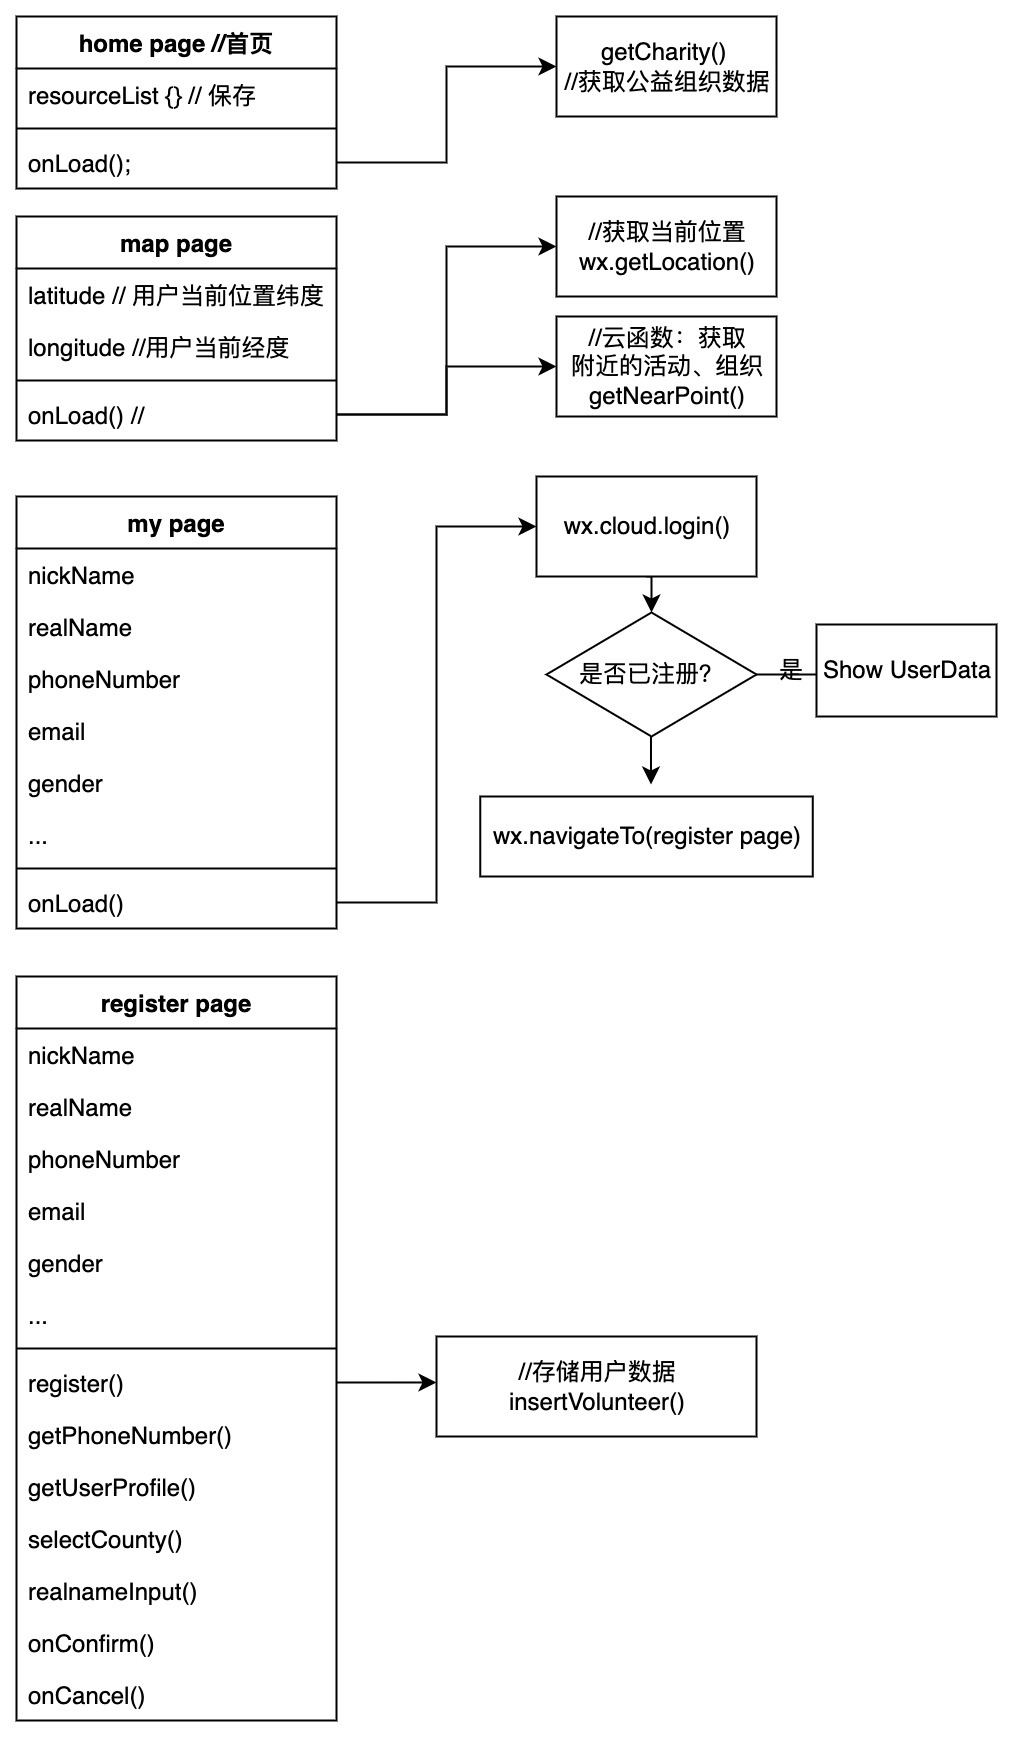 home page //首页
resourceList {} // 保存
onLoad();
getCharity()
//获取公益组织数据
map page
latitude // 用户当前位置纬度
longitude //用户当前经度
onLoad() //
//获取当前位置
wx.getLocation()
//云函数：获取
附近的活动、组织
getNearPoint()
my page
nickName
realName
phoneNumber
email
gender
...
onLoad()
wx.cloud.login()
是否已注册?
是
Show UserData
wx.navigateTo(register page)
register page
nickName
realName
phoneNumber
email
gender
...
register()
getPhoneNumber()
getUserProfile()
selectCounty()
realnameInput()
onConfirm()
onCancel()
//存储用户数据
insertVolunteer()